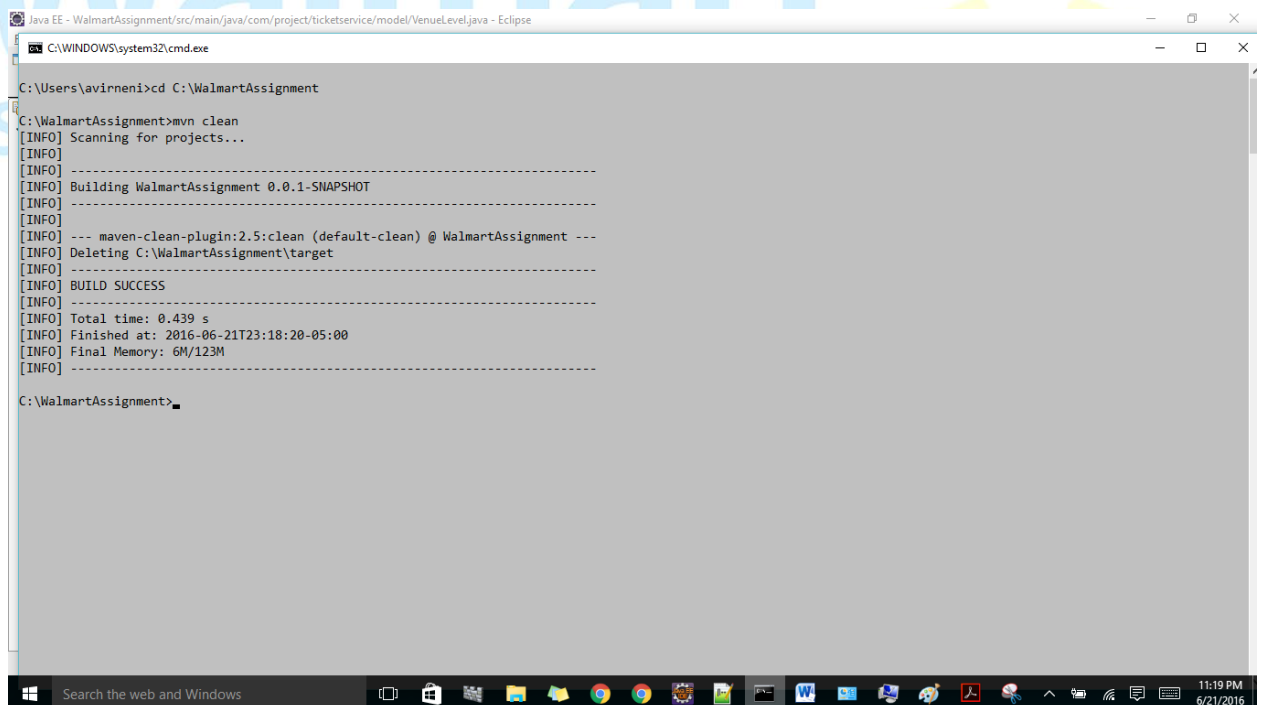 Java EE - WalmartAssignment/src/main/java/com/project/ticketservice/model/VenueLevel.java - Eclipse
C:\WINDOWS\system32\cmd.exe
C:\Users\avirneni>cd C:\WalmartAssignment
C:\WalmartAssignment>mvn clean
[INFO] Scanning for projects...
[INFO]
[INFO] ------------------------------------------------------------------------
[INFO] Building WalmartAssignment 0.0.1-SNAPSHOT
[INFO] ------------------------------------------------------------------------
[INFO]
[INFO] --- maven-clean-plugin:2.5:clean (default-clean) @ WalmartAssignment ---
[INFO] Deleting C:\WalmartAssignment\target
[INFO] ------------------------------------------------------------------------
[INFO] BUILD SUCCESS
[INFO] ------------------------------------------------------------------------
[INFO] Total time: 0.439 s
[INFO] Finished at: 2016-06-21T23:18:20-05:00
[INFO] Final Memory: 6M/123M
[INFO] ------------------------------------------------------------------------
C:\WalmartAssignment>
Search the web and Windows
11:19 PM
6/21/2016